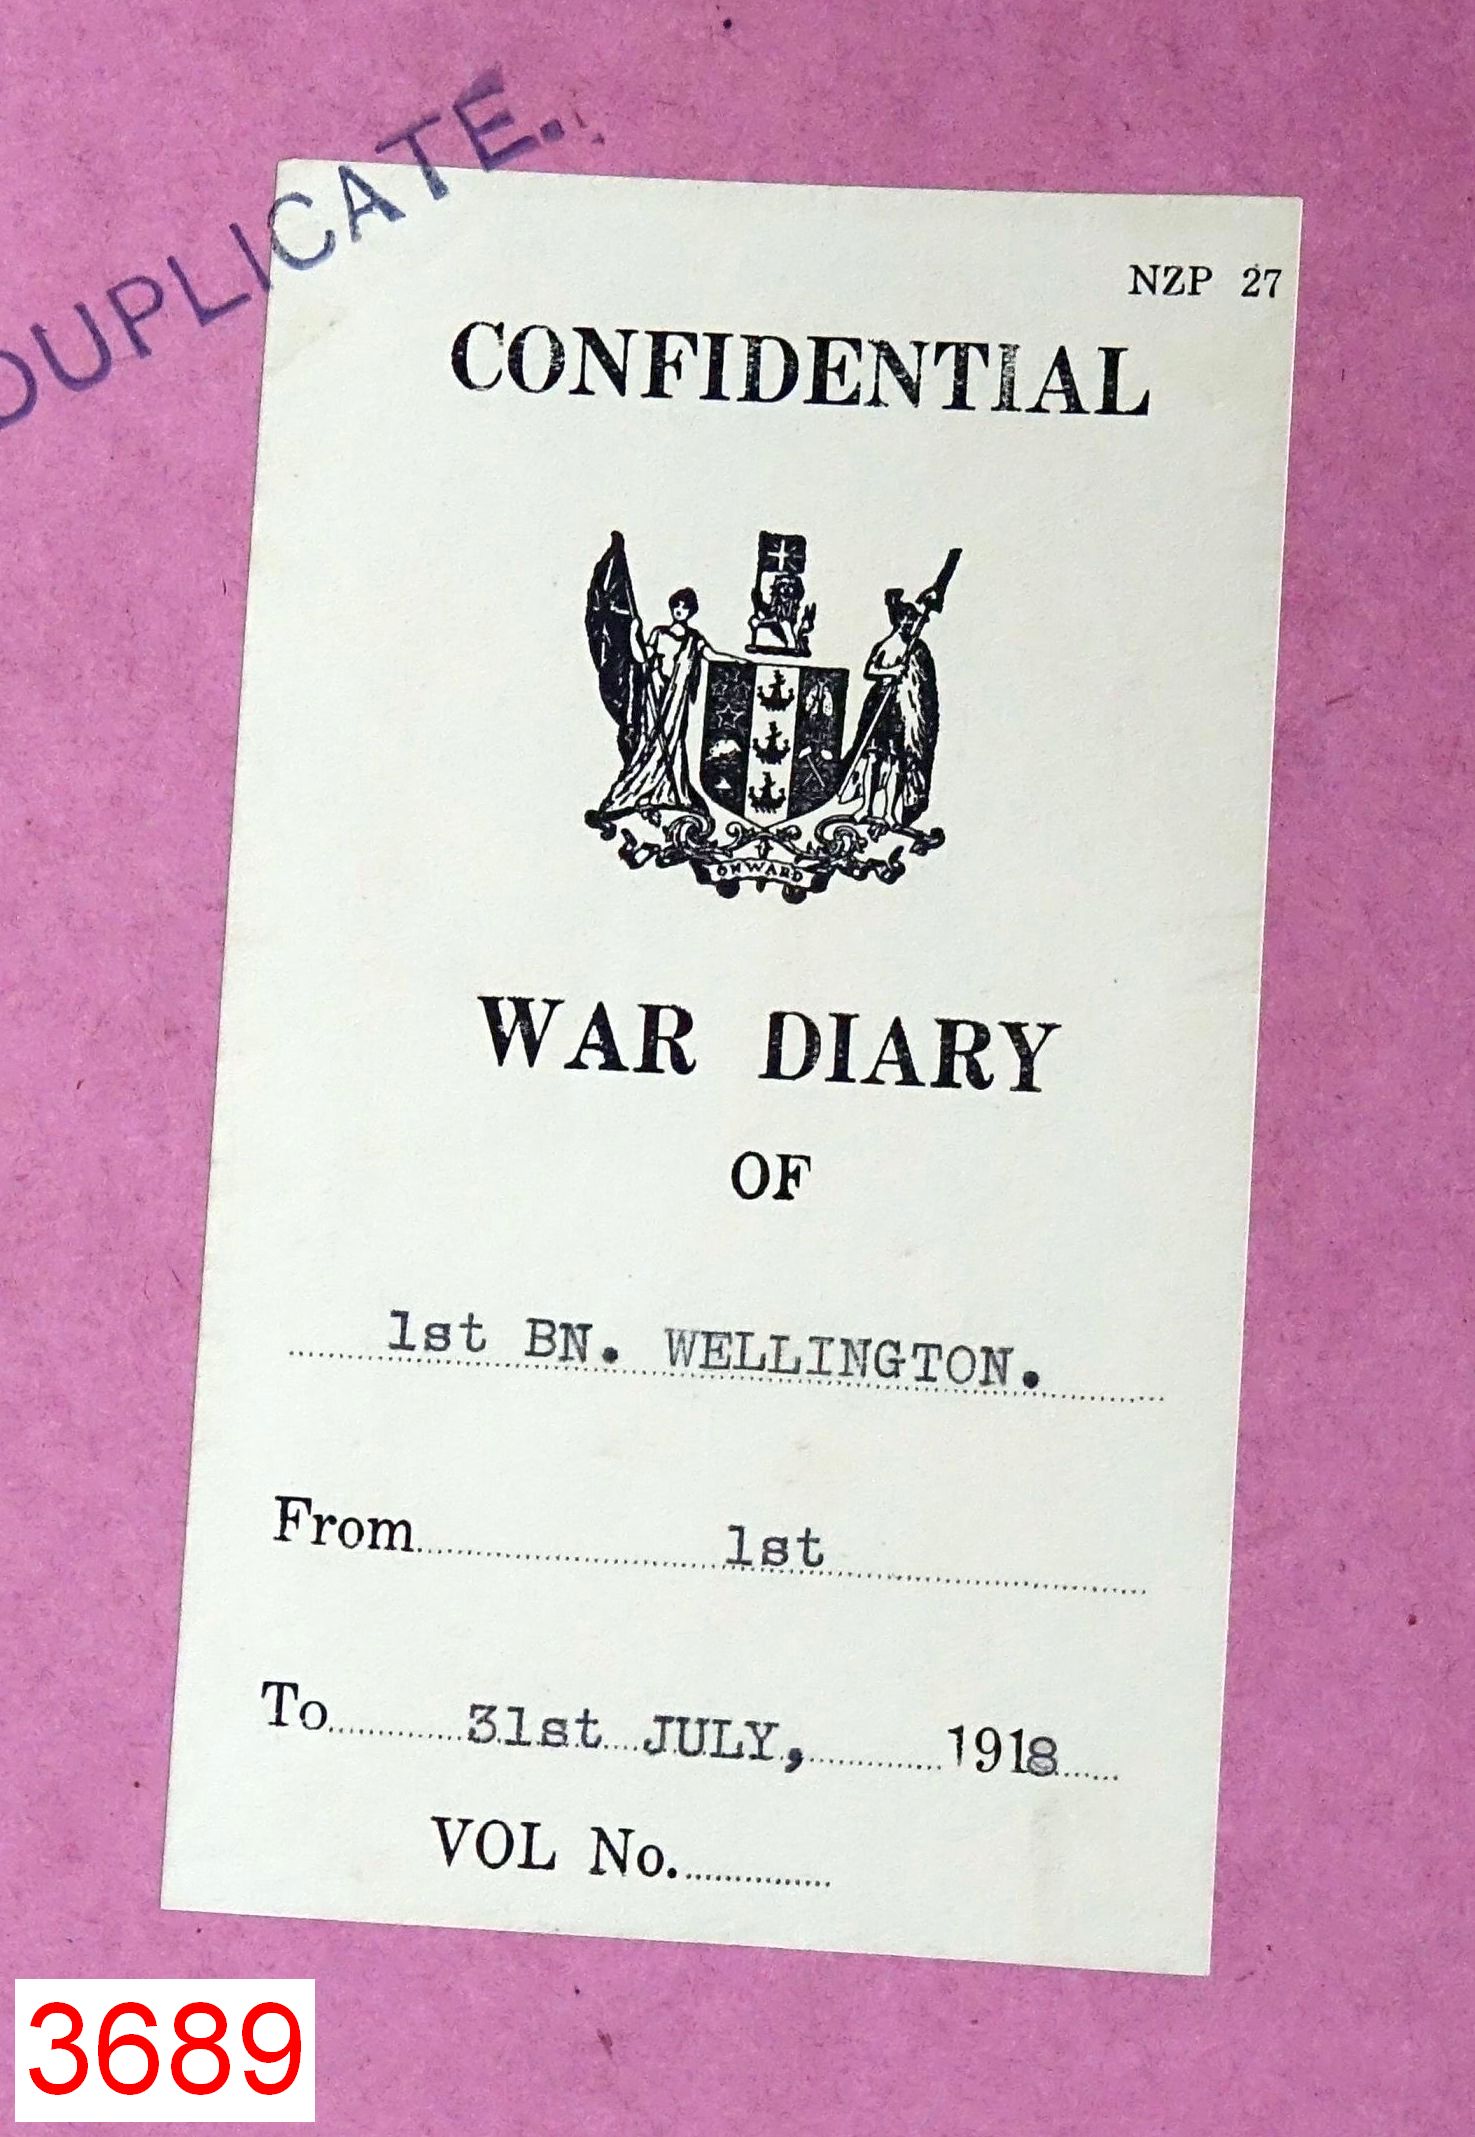 DUPLICATE.
NZP 27
CONFIDENTIAL
ONWARD
WAR DIARY
OF
1st BN. WELLINGTON.
From 1st
To 31st JULY, 1918
VOL No.
3689